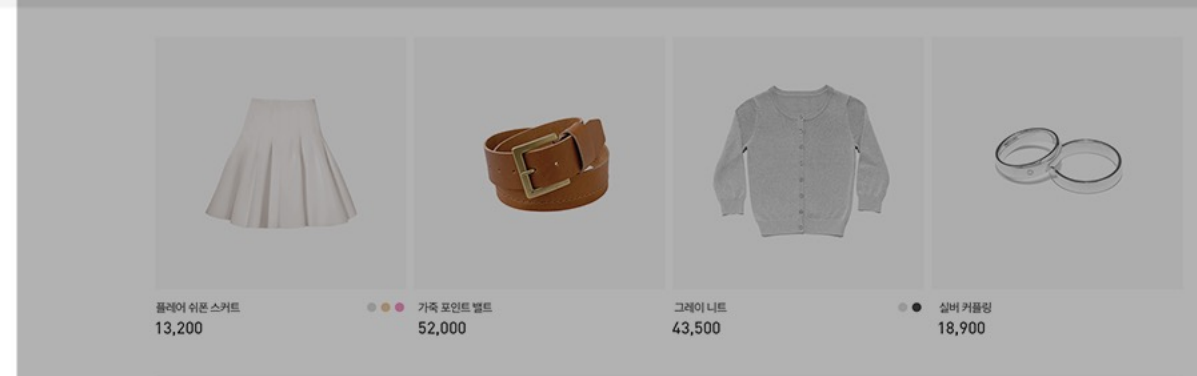 플레어 쉬폰 스커트
13,200
가죽 포인트 밸트
52,000
그레이 니트
43,500
실버 커플링
18,900